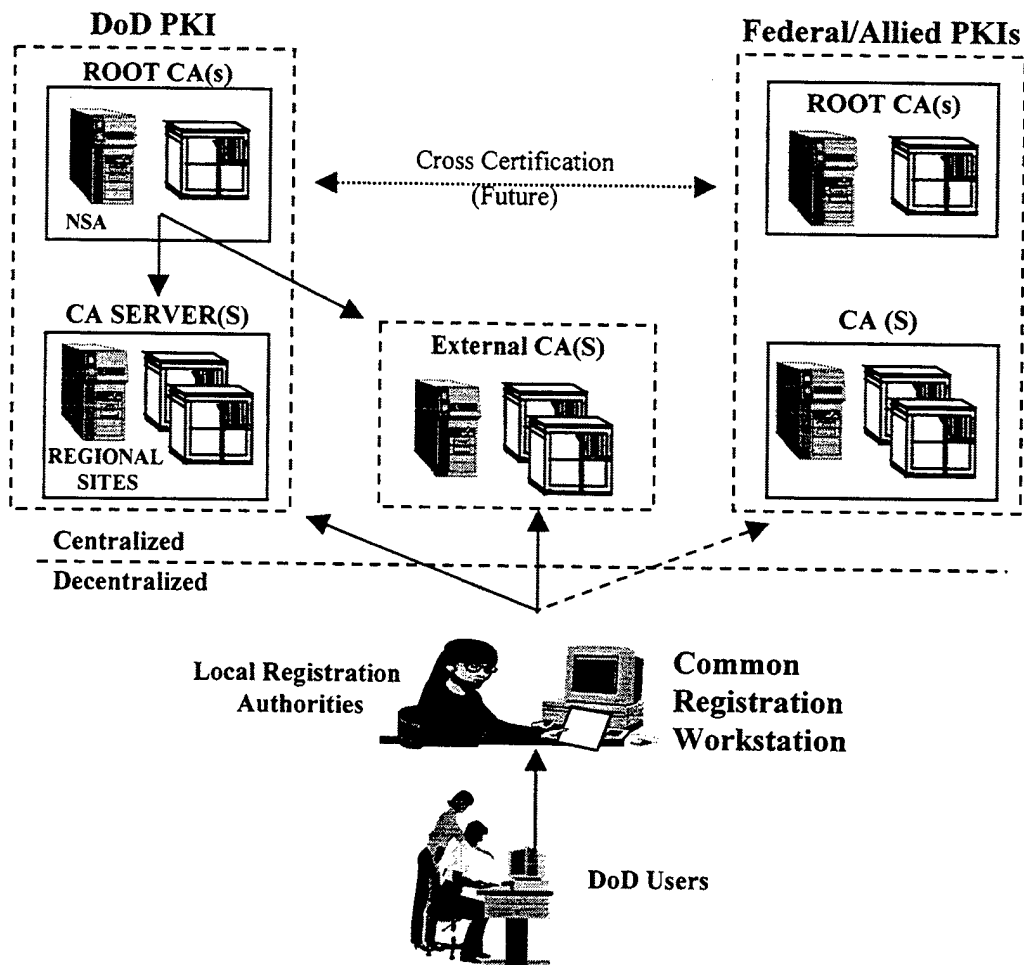 DoD PKI
Federal/Allied PKIs
ROOT CA(s)
ROOT CA(s)
Cross Certification
(Future)
NSA
CA SERVER(S)
External CA(S)
CA (S)
REGIONAL
SITES
Centralized
Decentralized
Local Registration
Authorities
Common
Registration
Workstation
DoD Users